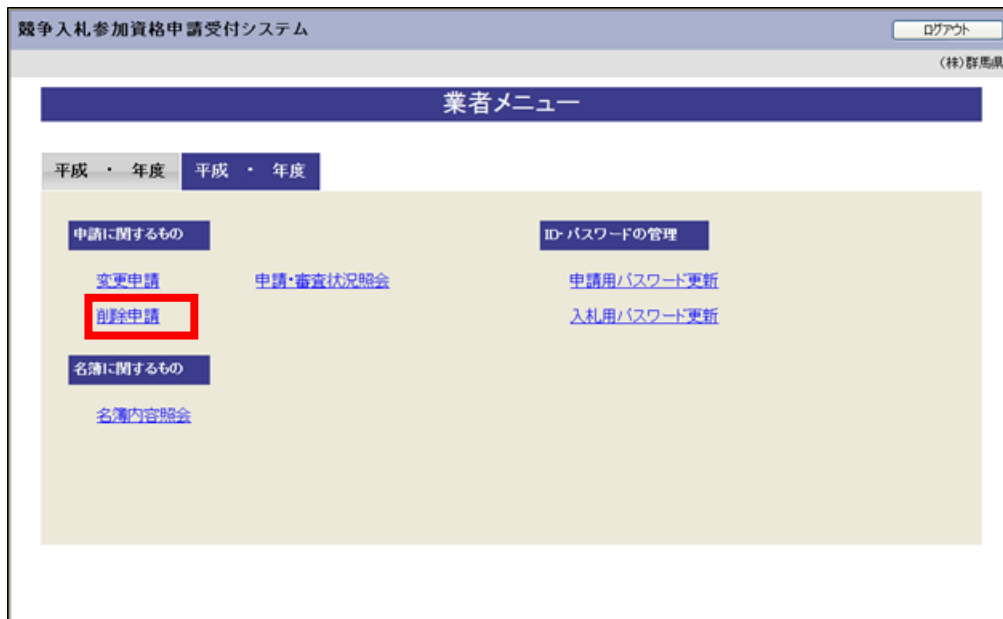 競争入札参加資格申請受付システム
ログアウト
(株)群馬県
業者メニュー
平成 ・ 年度 平成 ・ 年度
申請に関するもの
ID・パスワードの管理
変更申請 申請・審査状況照会 申請用パスワード更新
削除申請 入札用パスワード更新
名簿に関するもの
名簿内容照会